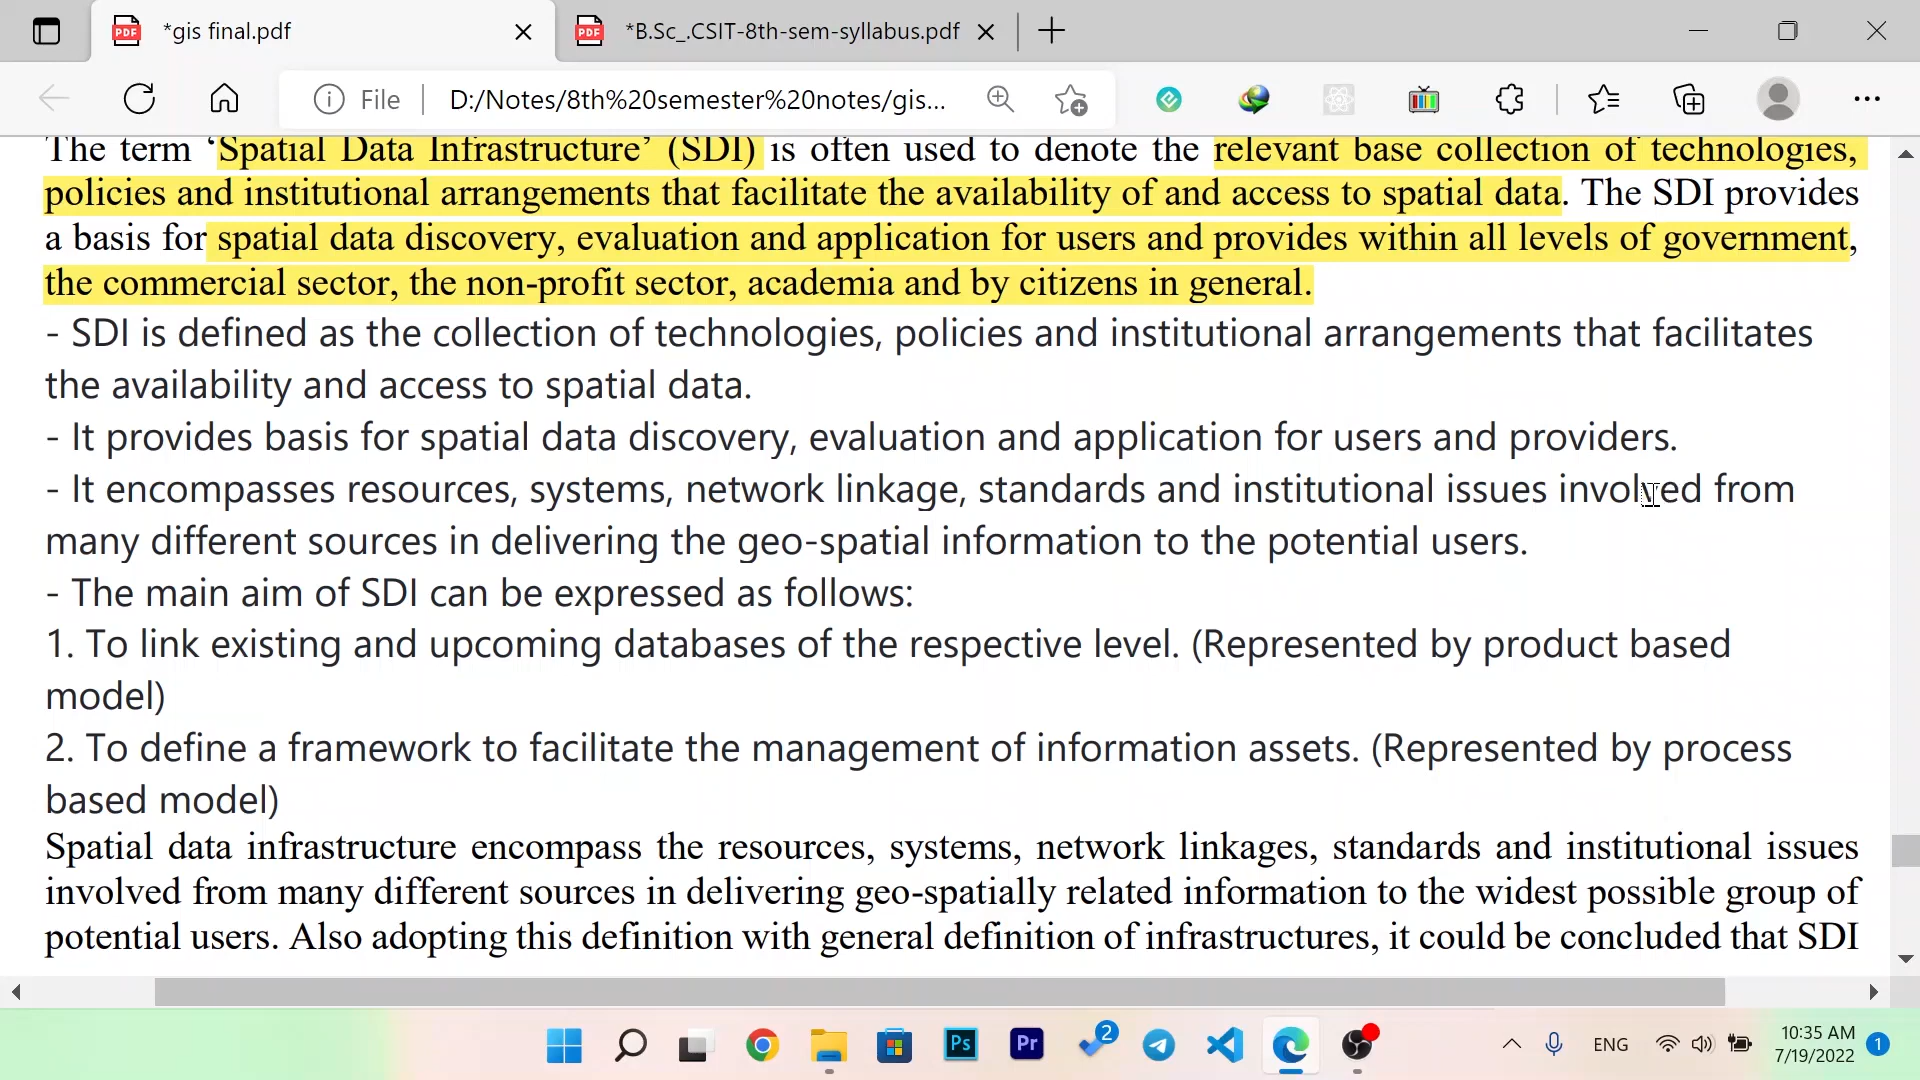 *gis final.pdf
*B.Sc_.CSIT-8th-sem-syllabus.pdf
File
D:/Notes/8th%20semester%20notes/gis...
The term ‘Spatial Data Infrastructure’ (SDI) is often used to denote the relevant base collection of technologies,
policies and institutional arrangements that facilitate the availability of and access to spatial data. The SDI provides
a basis for spatial data discovery, evaluation and application for users and provides within all levels of government,
the commercial sector, the non-profit sector, academia and by citizens in general.
- SDI is defined as the collection of technologies, policies and institutional arrangements that facilitates
the availability and access to spatial data.
- It provides basis for spatial data discovery, evaluation and application for users and providers.
- It encompasses resources, systems, network linkage, standards and institutional issues involved from
many different sources in delivering the geo-spatial information to the potential users.
- The main aim of SDI can be expressed as follows:
1. To link existing and upcoming databases of the respective level. (Represented by product based
model)
2. To define a framework to facilitate the management of information assets. (Represented by process
based model)
Spatial data infrastructure encompass the resources, systems, network linkages, standards and institutional issues
involved from many different sources in delivering geo-spatially related information to the widest possible group of
potential users. Also adopting this definition with general definition of infrastructures, it could be concluded that SDI
Ps
Pr
2
ENG
10:35 AM
7/19/2022
1